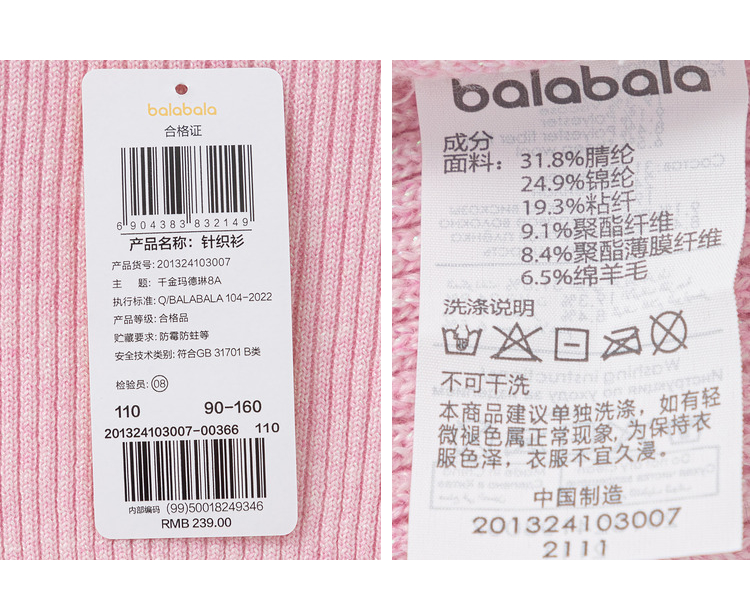 balabala
合格证
6 904383 832149
产品名称：针织衫
产品货号: 201324103007
主 题: 千金玛德琳8A
执行标准: Q/BALABALA 104-2022
产品等级: 合格品
贮藏要求: 防霉防蛀等
安全技术类别: 符合GB 31701 B类
检验员: 08
110 90-160
201324103007-00366 110
内部编码 (99)50018249346
RMB 239.00
balabala
成分
面料: 31.8%腈纶
24.9%锦纶
19.3%粘纤
9.1%聚酯纤维
8.4%聚酯薄膜纤维
6.5%绵羊毛
洗涤说明
不可干洗
本商品建议单独洗涤，如有轻
微褪色属正常现象, 为保持衣
服色泽，衣服不宜久浸。
中国制造
201324103007
2111